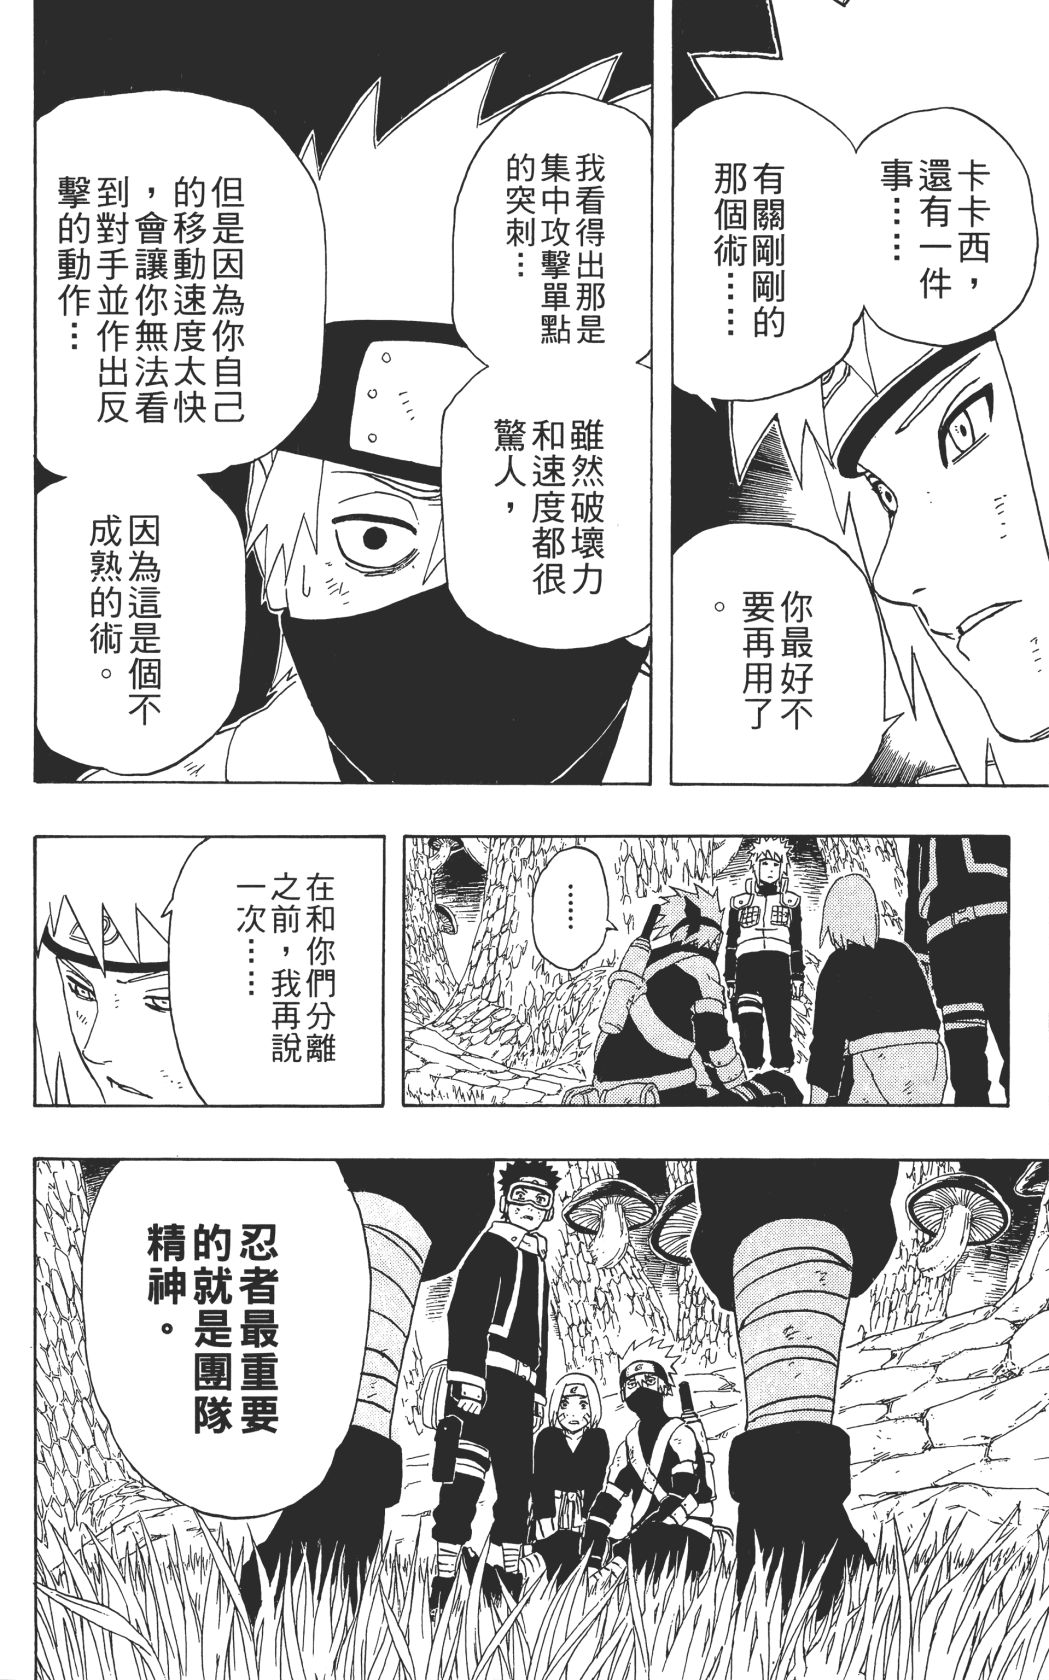 卡卡西，
還有一件
事……
有關剛剛的
那個術……
你最好不
要再用了
。
我看得出那是
集中攻擊單點
的突刺…
雖然破壞力
和速度都很
驚人，
但是因為你自己
的移動速度太快
，會讓你無法看
到對手並作出反
擊的動作…
因為這是個不
成熟的術。
……
在和你們分離
之前，我再說
一次……
忍者最重要
的就是團隊
精神。